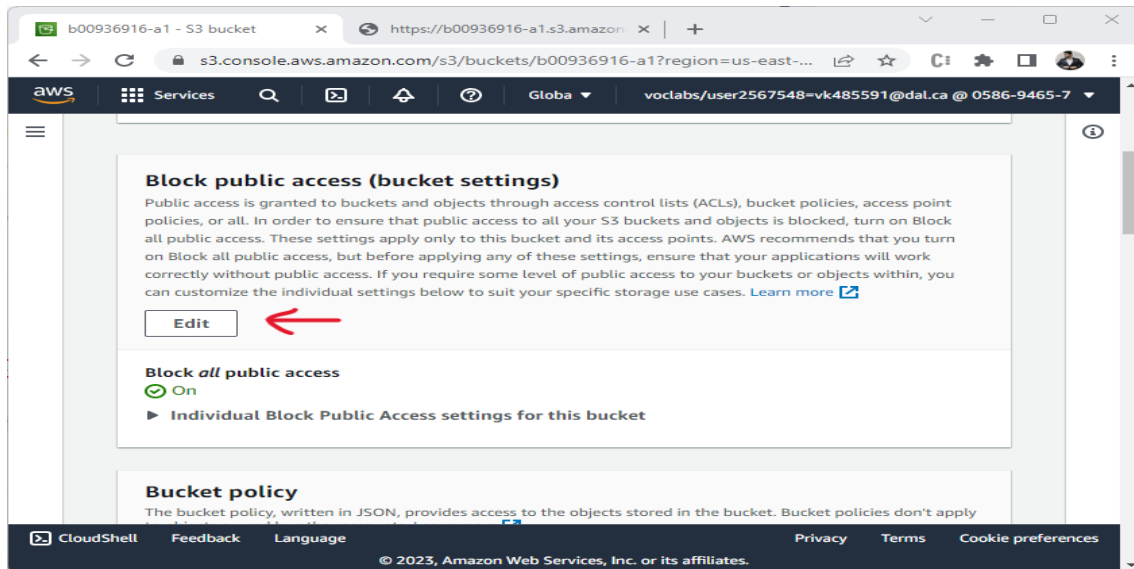 b00936916-a1 - S3 bucket
https://b00936916-a1.s3.amazon
s3.console.aws.amazon.com/s3/buckets/b00936916-a1?region=us-east-...
aws
Services
Globa
voclabs/user2567548=vk485591@dal.ca @ 0586-9465-7
Block public access (bucket settings)
Public access is granted to buckets and objects through access control lists (ACLs), bucket policies, access point
policies, or all. In order to ensure that public access to all your S3 buckets and objects is blocked, turn on Block
all public access. These settings apply only to this bucket and its access points. AWS recommends that you turn
on Block all public access, but before applying any of these settings, ensure that your applications will work
correctly without public access. If you require some level of public access to your buckets or objects within, you
can customize the individual settings below to suit your specific storage use cases. Learn more
Edit
Block all public access
On
Individual Block Public Access settings for this bucket
Bucket policy
The bucket policy, written in JSON, provides access to the objects stored in the bucket. Bucket policies don't apply
CloudShell Feedback Language Privacy Terms Cookie preferences
© 2023, Amazon Web Services, Inc. or its affiliates.